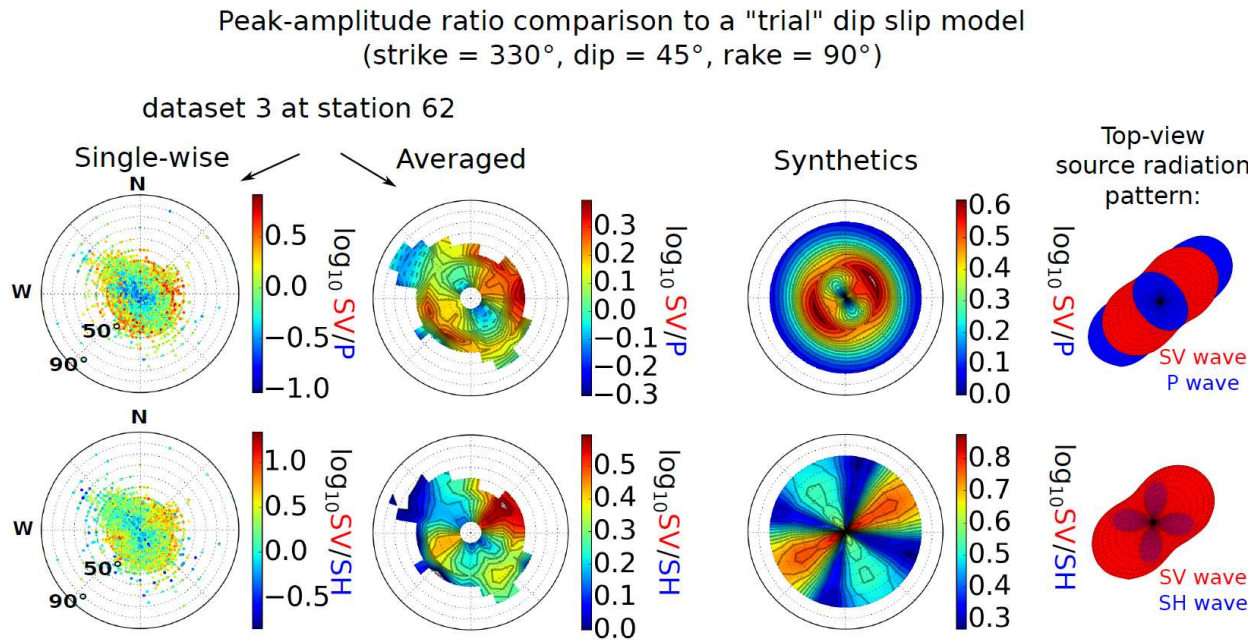 Peak-amplitude ratio comparison to a "trial" dip slip model
(strike = 330°, dip = 45°, rake = 90°)
dataset 3 at station 62
Single-wise
Averaged
Synthetics
Top-view
source radiation
pattern:
N
W
50°
90°
0.5
0.0
−0.5
−1.0
log10 SV/P
0.3
0.2
0.1
0.0
−0.1
−0.2
−0.3
log10 SV/P
0.6
0.5
0.4
0.3
0.2
0.1
0.0
log10 SV/P
SV wave
P wave
N
W
50°
90°
1.0
0.5
0.0
−0.5
log10 SV/SH
0.5
0.4
0.3
0.2
0.1
0.0
log10 SV/SH
0.8
0.7
0.6
0.5
0.4
0.3
log10 SV/SH
SV wave
SH wave